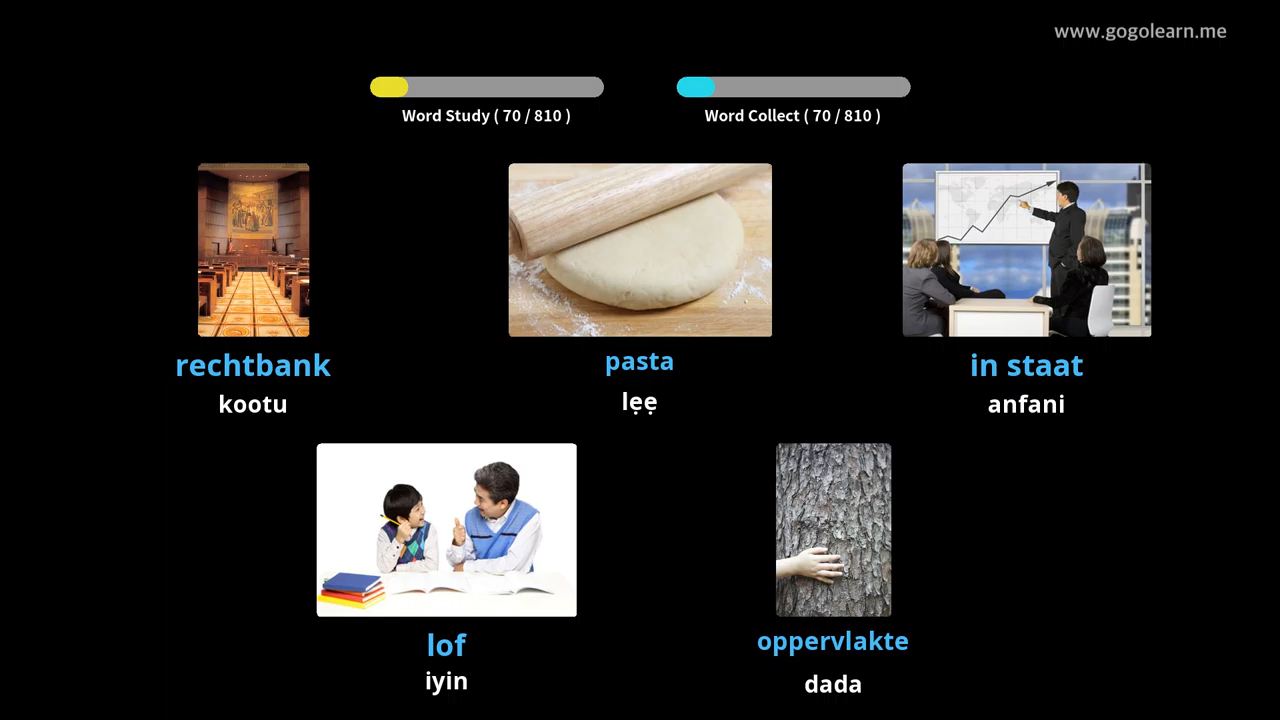 www.gogolearn.me
Word Study ( 70 / 810 )
Word Collect ( 70 / 810 )
rechtbank
kootu
pasta
lẹẹ
in staat
anfani
lof
iyin
oppervlakte
dada